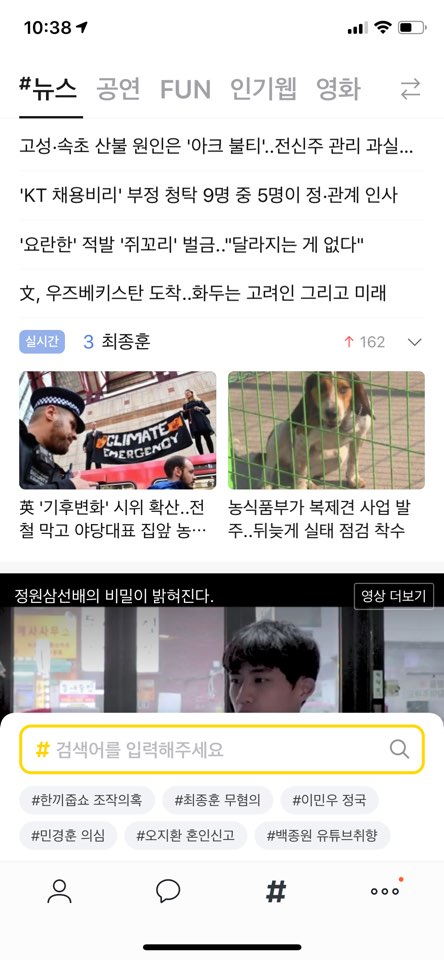 10:38
#뉴스 공연 FUN 인기웹 영화
고성·속초 산불 원인은 '아크 불티'..전신주 관리 과실...
'KT 채용비리' 부정 청탁 9명 중 5명이 정·관계 인사
'요란한' 적발 '쥐꼬리' 벌금.."달라지는 게 없다"
文, 우즈베키스탄 도착..화두는 고려인 그리고 미래
실시간 3 최종훈 ↑ 162
CLIMATE
EMERGENCY
英 '기후변화' 시위 확산..전
철 막고 야당대표 집앞 농…
농식품부가 복제견 사업 발
주..뒤늦게 실태 점검 착수
정원삼선배의 비밀이 밝혀진다.
영상 더보기
# 검색어를 입력해주세요
#한끼줍쇼 조작의혹 #최종훈 무혐의 #이민우 정국
#민경훈 의심 #오지환 혼인신고 #백종원 유튜브취향
#